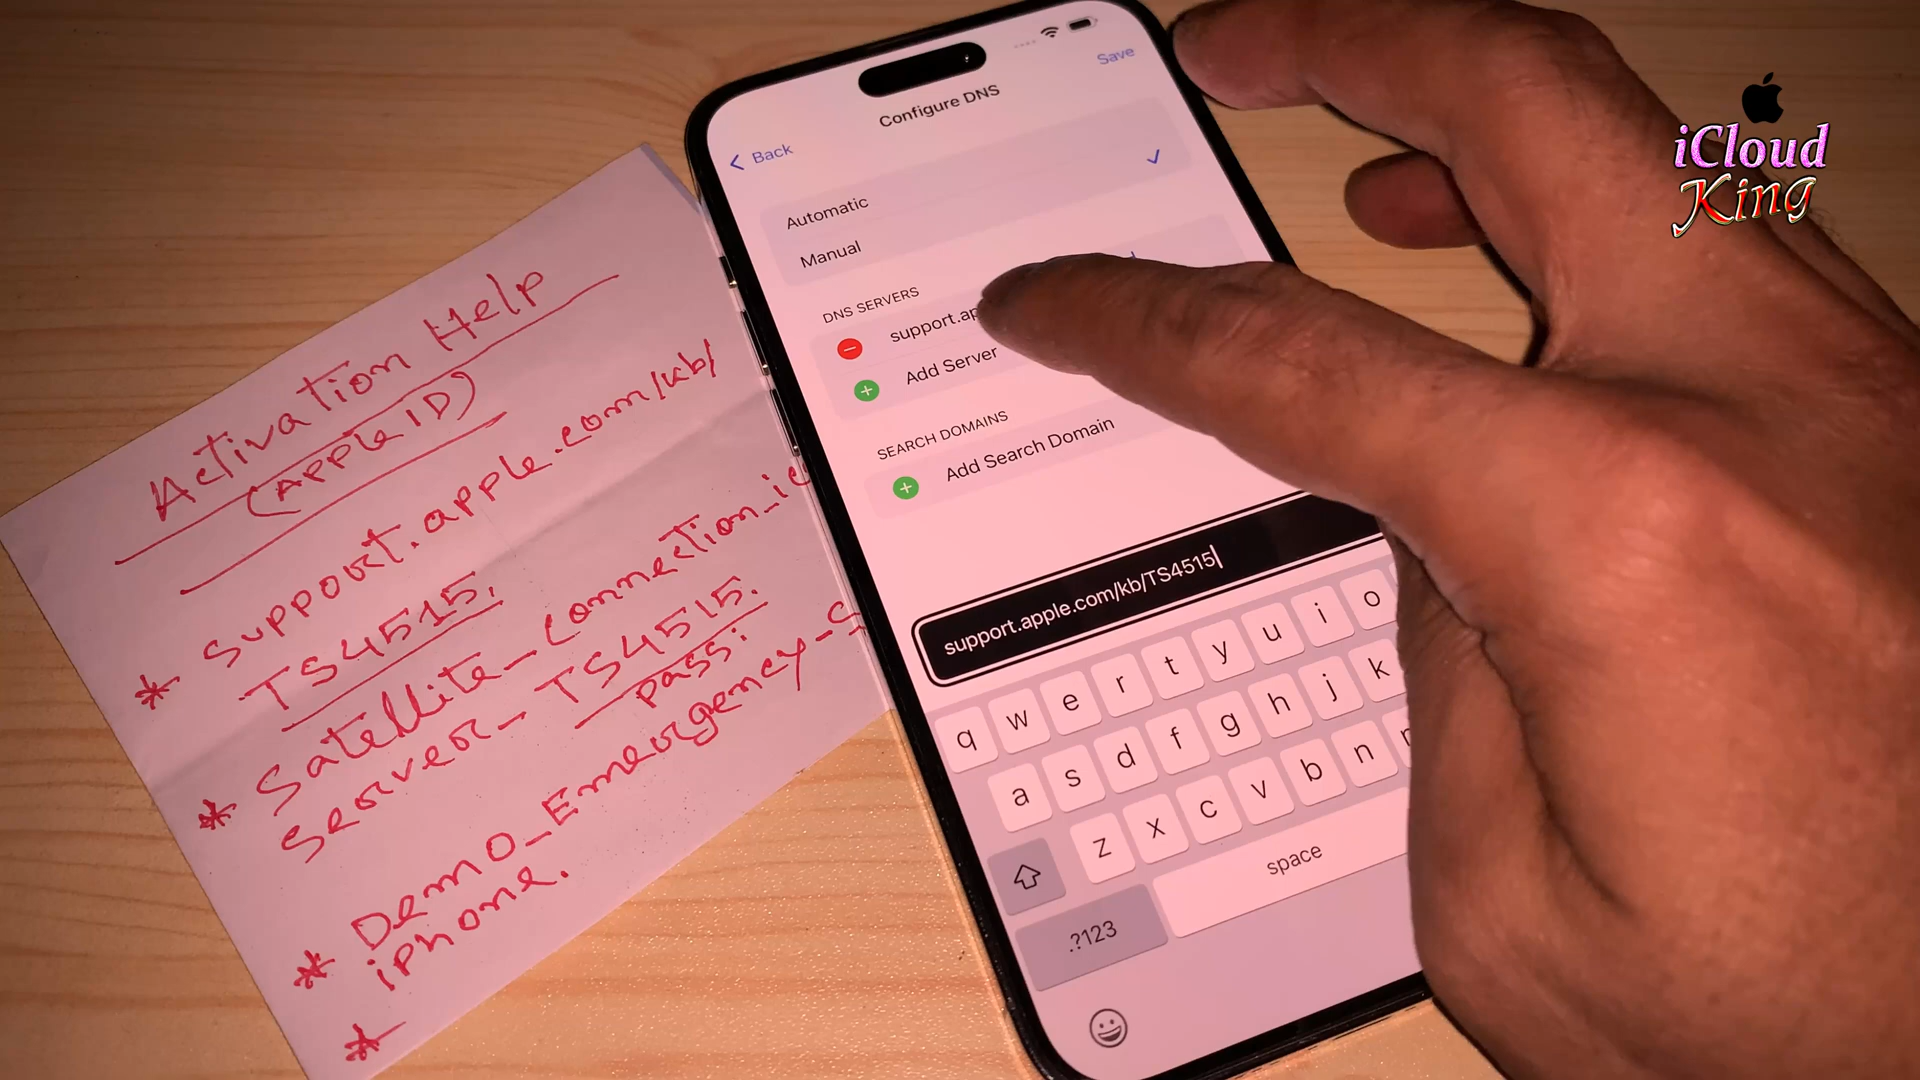 Activation Help
(Apple ID)
* support.apple.com/kb/
TS4515.
* Satellite-Connection_ic
Server-TS4515.
pass:
* Demo_Emergency-S
iphone.
*
Save
Configure DNS
Back
Automatic
Manual
DNS SERVERS
support.ap
Add Server
SEARCH DOMAINS
Add Search Domain
support.apple.com/kb/TS4515
q w e r t y u i o
a s d f g h j k
z x c v b n
.?123
space
iCloud
King